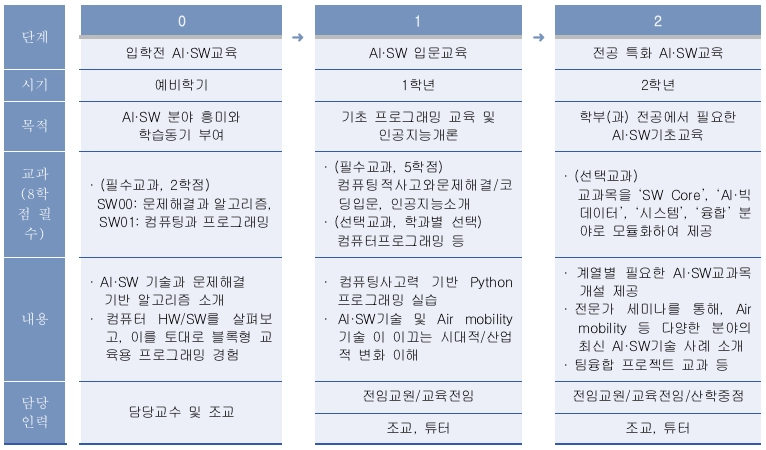 단계
0
1
2
입학전 AI·SW교육
AI·SW 입문교육
전공 특화 AI·SW교육
시기
예비학기
1학년
2학년
목적
AI·SW 분야 흥미와
학습동기 부여
기초 프로그래밍 교육 및
인공지능개론
학부(과) 전공에서 필요한
AI·SW기초교육
교과
(8학
점 필
수)
· (필수교과, 2학점)
SW00: 문제해결과 알고리즘,
SW01: 컴퓨팅과 프로그래밍
· (필수교과, 5학점)
컴퓨팅적사고와문제해결/코
딩입문, 인공지능소개
· (선택교과, 학과별 선택)
컴퓨터프로그래밍 등
· (선택교과)
교과목을 ‘SW Core’, ‘AI·빅
데이터’, ‘시스템’, ‘융합’ 분
야로 모듈화하여 제공
내용
· AI·SW 기술과 문제해결
기반 알고리즘 소개
· 컴퓨터 HW/SW를 살펴보
고, 이를 토대로 블록형 교
육용 프로그래밍 경험
· 컴퓨팅사고력 기반 Python
프로그래밍 실습
· AI·SW기술 및 Air mobility
기술 이 이끄는 시대적/산업
적 변화 이해
· 계열별 필요한 AI·SW교과목
개설 제공
· 전문가 세미나를 통해, Air
mobility 등 다양한 분야의
최신 AI·SW기술 사례 소개
· 팀융합 프로젝트 교과 등
담당
인력
담당교수 및 조교
전임교원/교육전임
조교, 튜터
전임교원/교육전임/산학중점
조교, 튜터